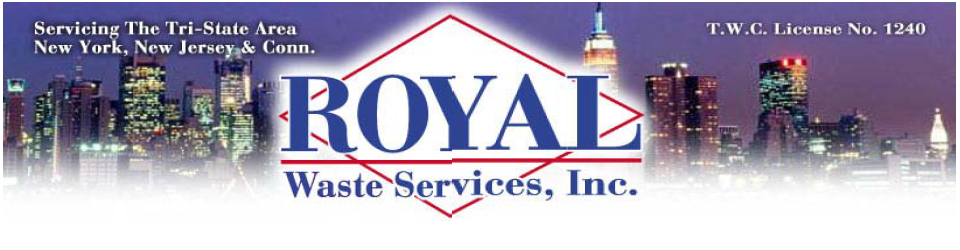 Servicing The Tri-State Area
New York, New Jersey & Conn.
T.W.C. License No. 1240
ROYAL
Waste Services, Inc.